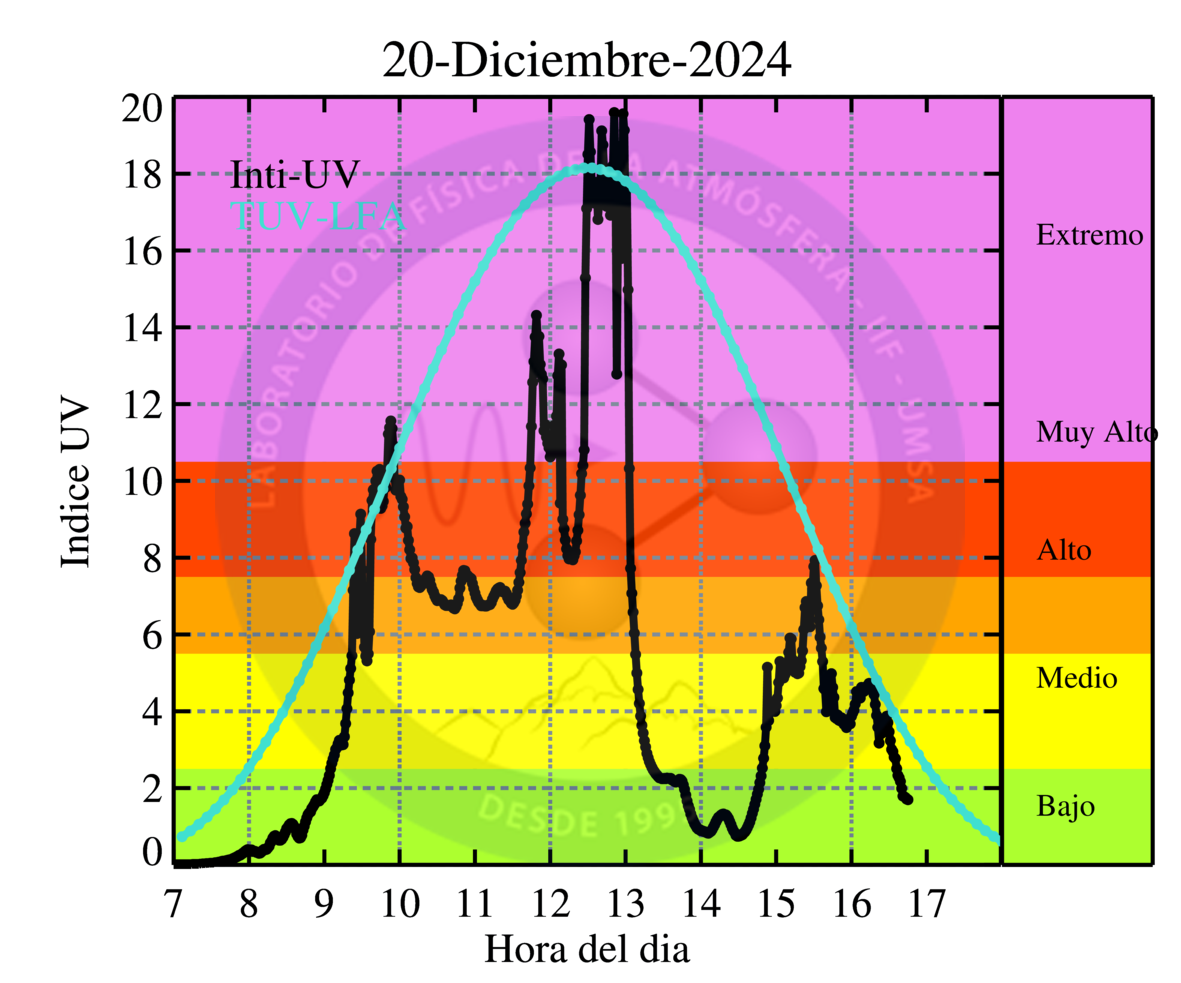 20-Diciembre-2024
20
18
16
14
12
10
8
6
4
2
0
Indice UV
Inti-UV
TUV-LFA
LABORATORIO DE FÍSICA DE LA ATMÓSFERA - IIF - UMSA
DESDE 199
Extremo
Muy Alto
Alto
Medio
Bajo
7 8 9 10 11 12 13 14 15 16 17
Hora del dia